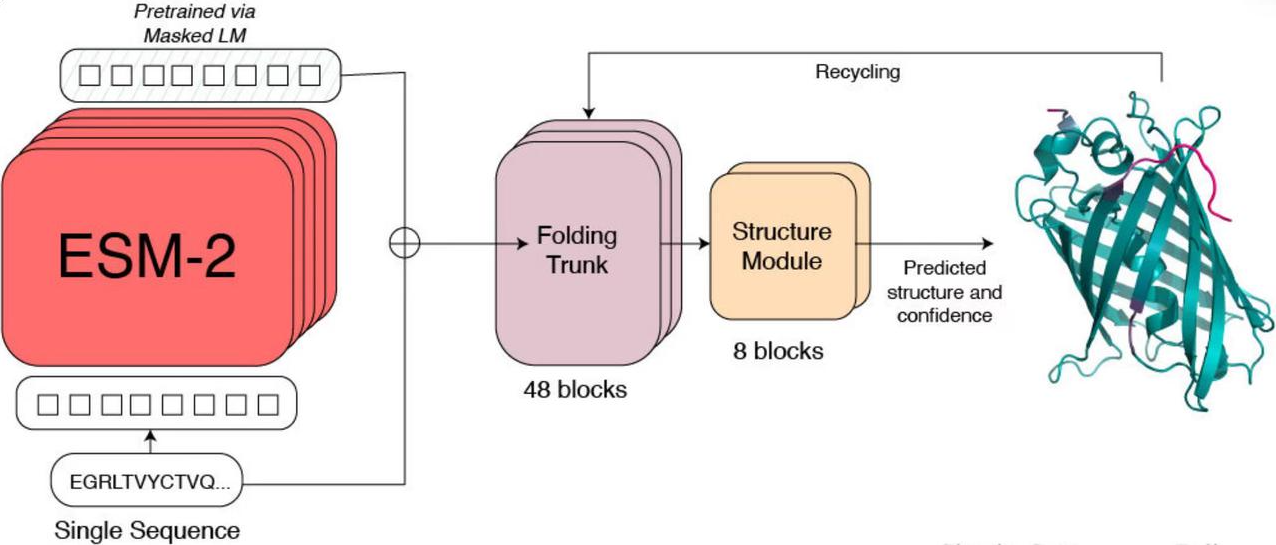 Pretrained via
Masked LM
Recycling
ESM-2
Folding
Trunk
Structure
Module
Predicted
structure and
confidence
8 blocks
48 blocks
EGRLTVYCTVQ...
Single Sequence